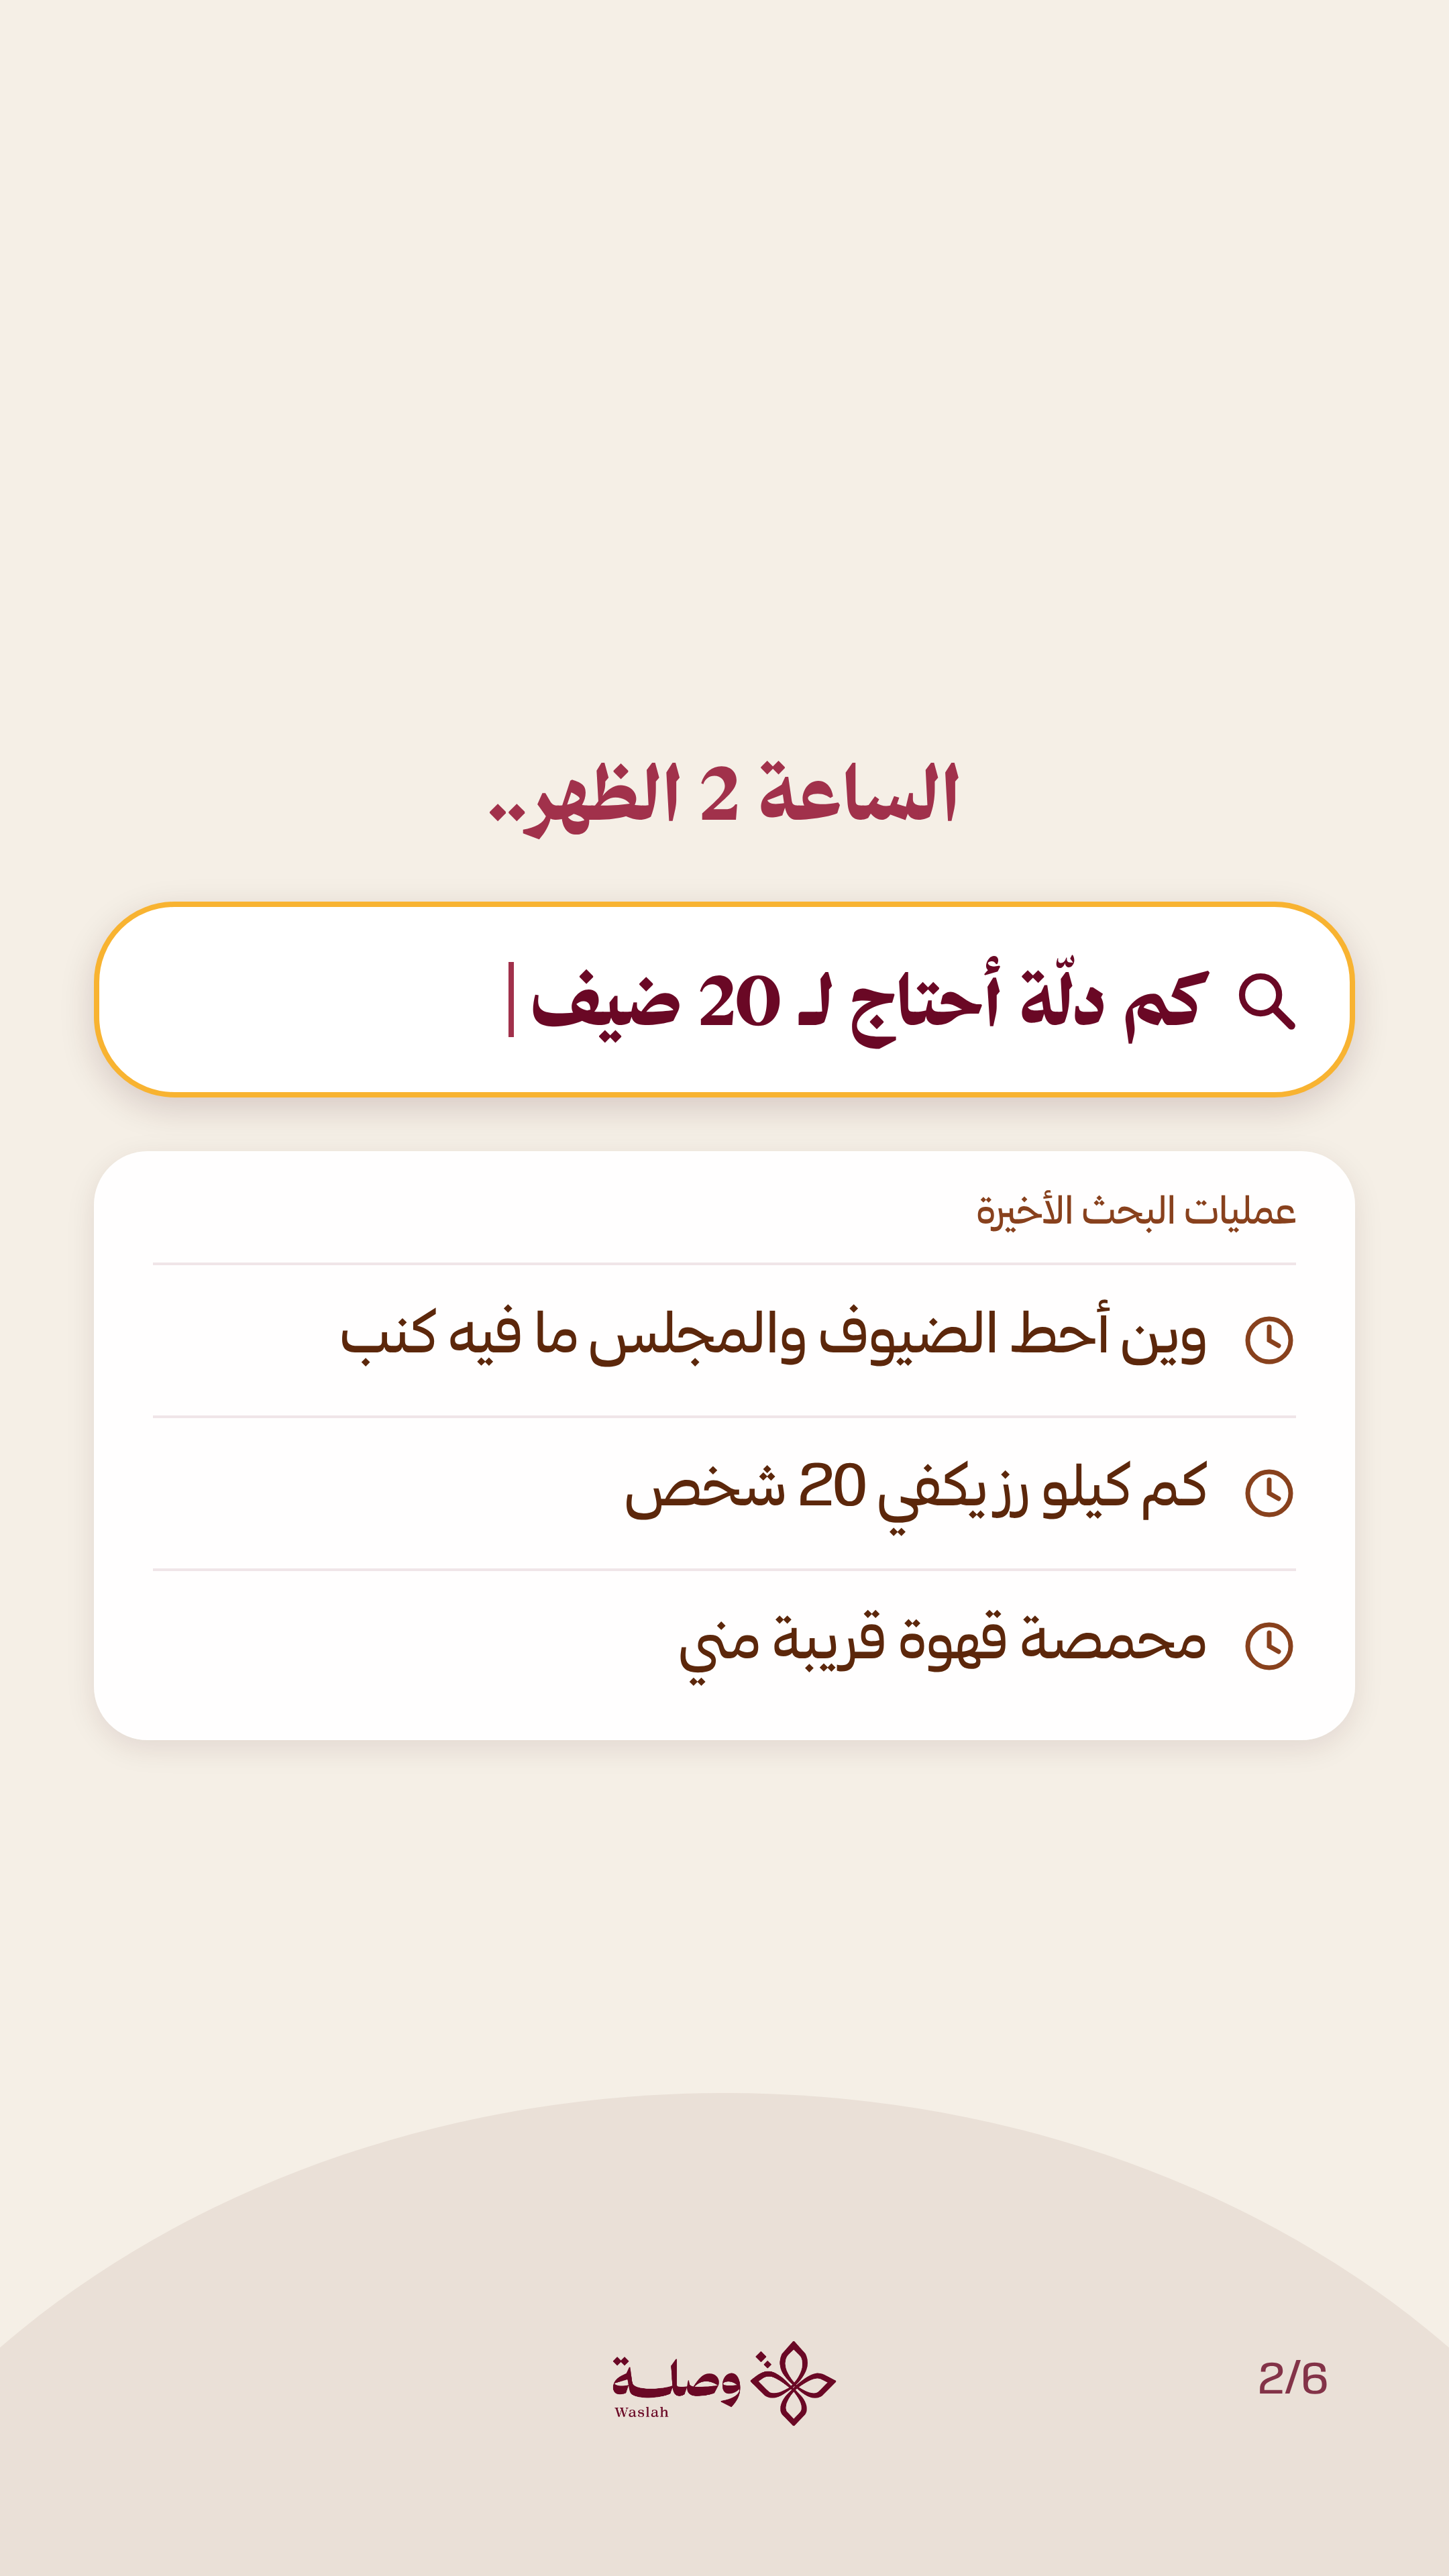 الساعة 2 الظهر..
كم دلّة أحتاج لـ 20 ضيف
عمليات البحث الأخيرة
وين أحط الضيوف والمجلس ما فيه كنب
كم كيلو رز يكفي 20 شخص
محمصة قهوة قريبة مني
وصلة
Waslah
2/6